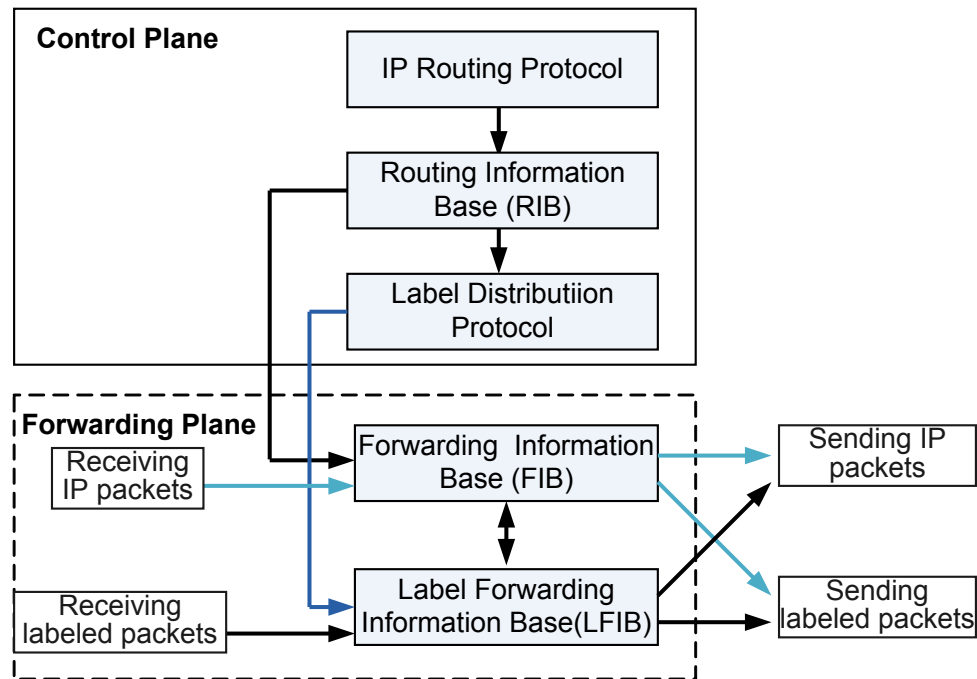 Control Plane
IP Routing Protocol
Routing Information
Base (RIB)
Label Distributiion
Protocol
Forwarding Plane
Receiving
IP packets
Forwarding Information
Base (FIB)
Sending IP
packets
Receiving
labeled packets
Label Forwarding
Information Base(LFIB)
Sending
labeled packets